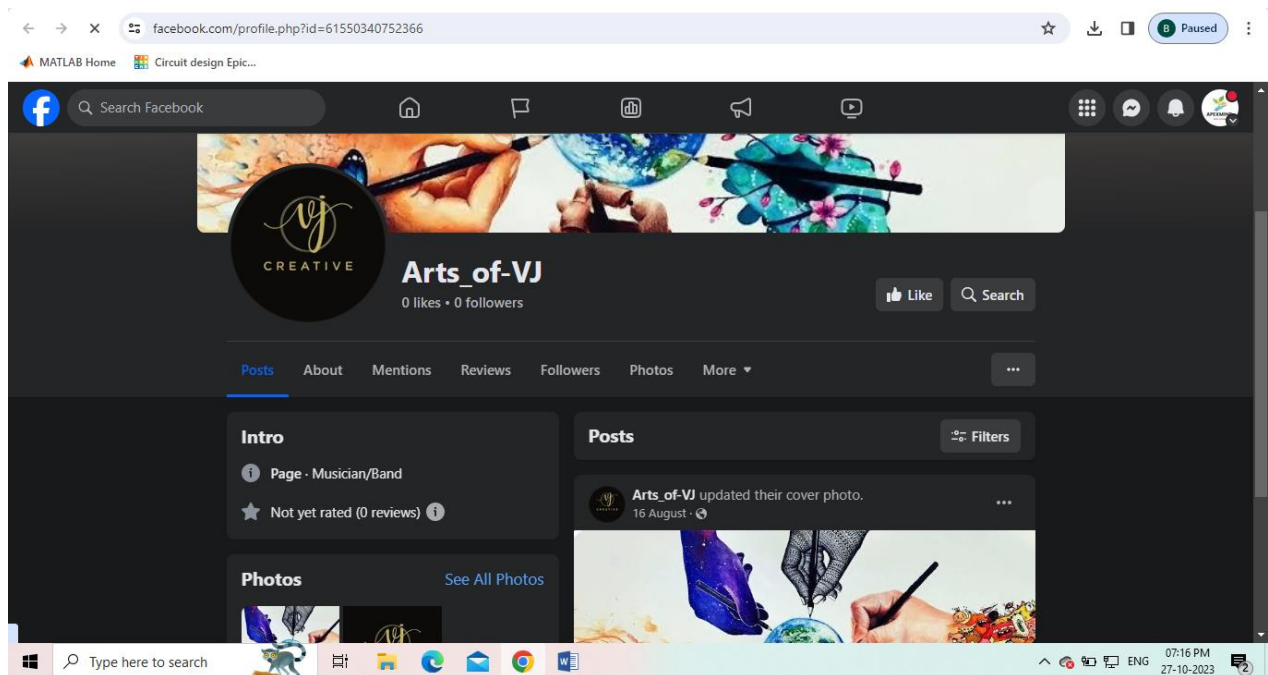 facebook.com/profile.php?id=61550340752366
B Paused
MATLAB Home Circuit design Epic...
Search Facebook
vj
CREATIVE
Arts_of-VJ
0 likes • 0 followers
Like Search
Posts About Mentions Reviews Followers Photos More
Intro
Page · Musician/Band
Not yet rated (0 reviews)
Photos See All Photos
Posts Filters
Arts_of-VJ updated their cover photo.
16 August
Type here to search
ENG 07:16 PM
27-10-2023
2